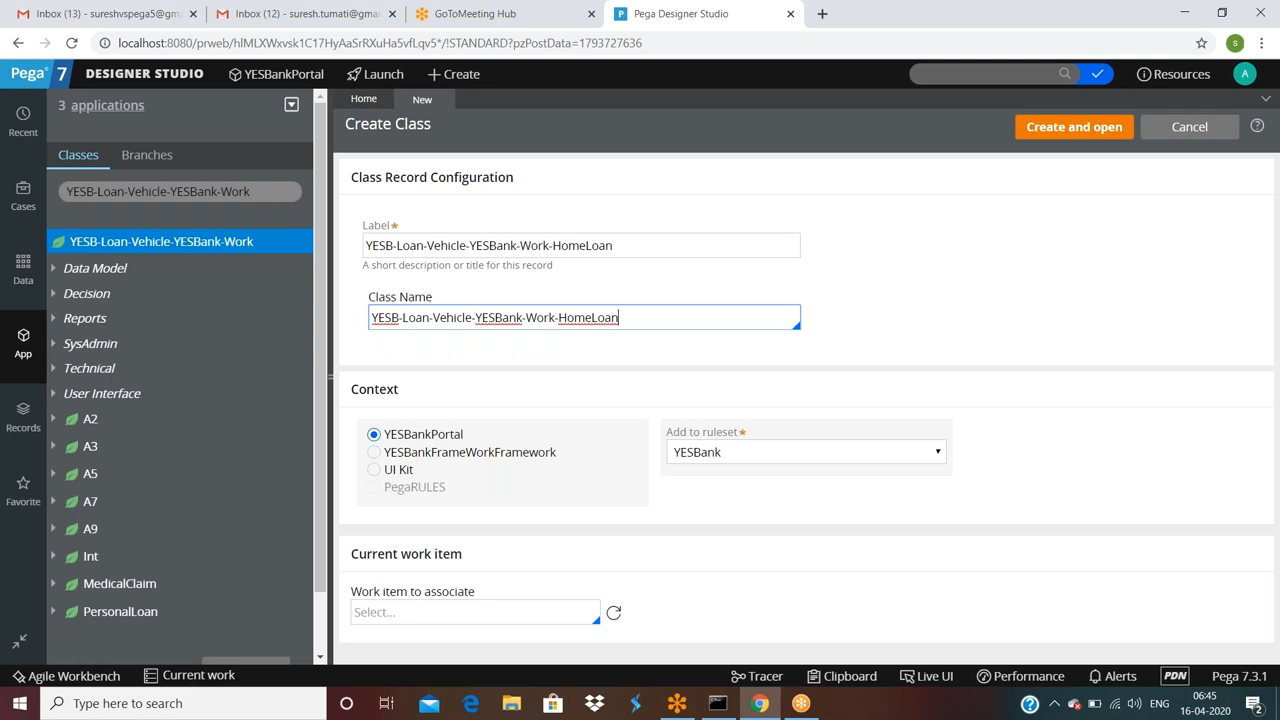 Inbox (13) - sureshvspega5@gma
Inbox (12) - suresh.tumati@gmail
GoToMeeting Hub
Pega Designer Studio
localhost:8080/prweb/hlMLXWxvsk1C17HyAaSrRXuHa5vfLqv5*/!STANDARD?pzPostData=1793727636
S
Pega 7 DESIGNER STUDIO YESBankPortal Launch Create Resources A
Recent
Cases
Data
App
Records
Favorite
3 applications
Classes Branches
YESB-Loan-Vehicle-YESBank-Work
YESB-Loan-Vehicle-YESBank-Work
Data Model
Decision
Reports
SysAdmin
Technical
User Interface
A2
A3
A5
A7
A9
Int
MedicalClaim
PersonalLoan
Home New
Create Class
Create and open Cancel
Class Record Configuration
Label*
YESB-Loan-Vehicle-YESBank-Work-HomeLoan
A short description or title for this record
Class Name
YESB-Loan-Vehicle-YESBank-Work-HomeLoan
Context
YESBankPortal
YESBankFrameWorkFramework
UI Kit
PegaRULES
Add to ruleset*
YESBank
Current work item
Work item to associate
Select...
Agile Workbench Current work Tracer Clipboard Live UI Performance Alerts PDN Pega 7.3.1
Type here to search
ENG
06:45
16-04-2020
2